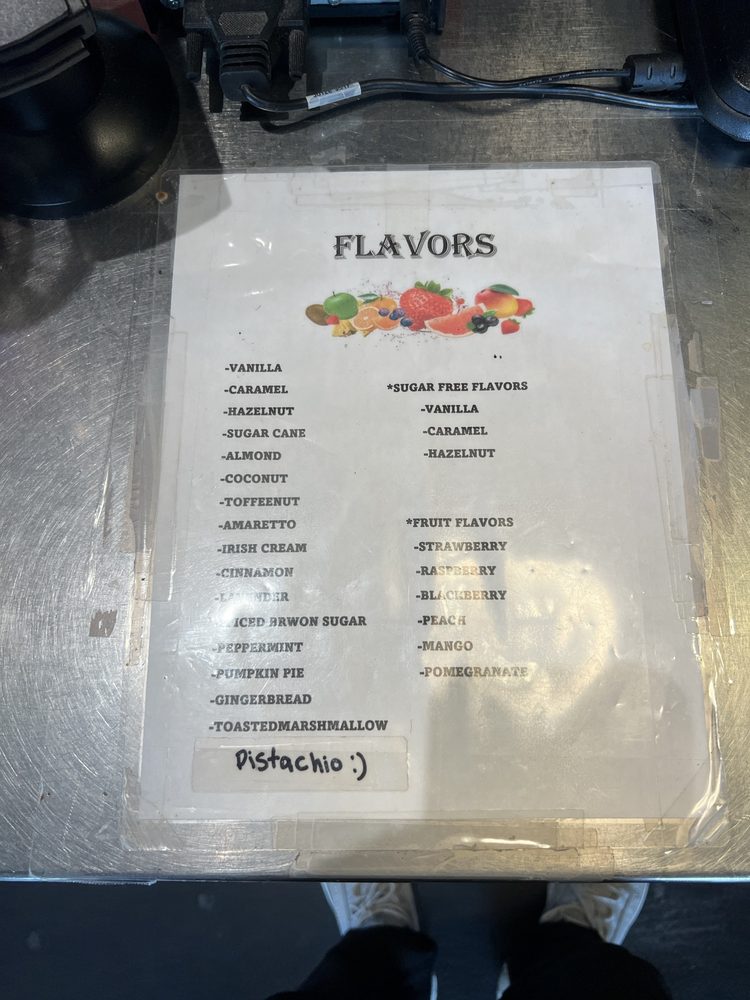 FLAVORS
-VANILLA
-CARAMEL
-HAZELNUT
-SUGAR CANE
-ALMOND
-COCONUT
-TOFFEENUT
-AMARETTO
-IRISH CREAM
-CINNAMON
-LAVENDER
BRWON SUGAR
-PEPPERMINT
-PUMPKIN PIE
-GINGERBREAD
-TOASTEDMARSHMALLOW
Pistachio :)
*SUGAR FREE FLAVORS
-VANILLA
-CARAMEL
-HAZELNUT
*FRUIT FLAVORS
-STRAWBERRY
-RASPBERRY
-BLACKBERRY
-PEACH
-MANGO
-POMEGRANATE